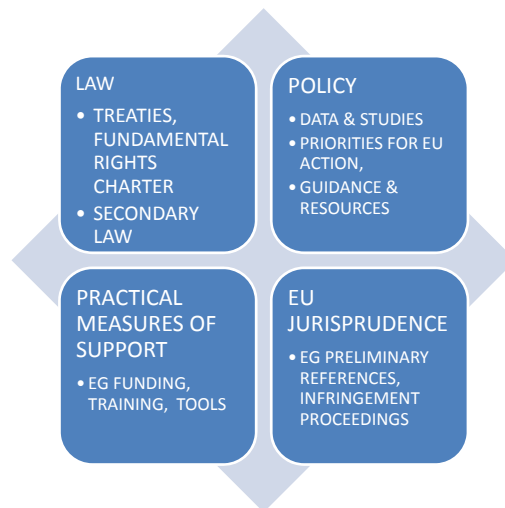 LAW
• TREATIES,
FUNDAMENTAL
RIGHTS
CHARTER
• SECONDARY
LAW
POLICY
• DATA & STUDIES
• PRIORITIES FOR EU
ACTION,
• GUIDANCE &
RESOURCES
PRACTICAL
MEASURES OF
SUPPORT
• EG FUNDING,
TRAINING, TOOLS
EU
JURISPRUDENCE
• EG PRELIMINARY
REFERENCES,
INFRINGEMENT
PROCEEDINGS